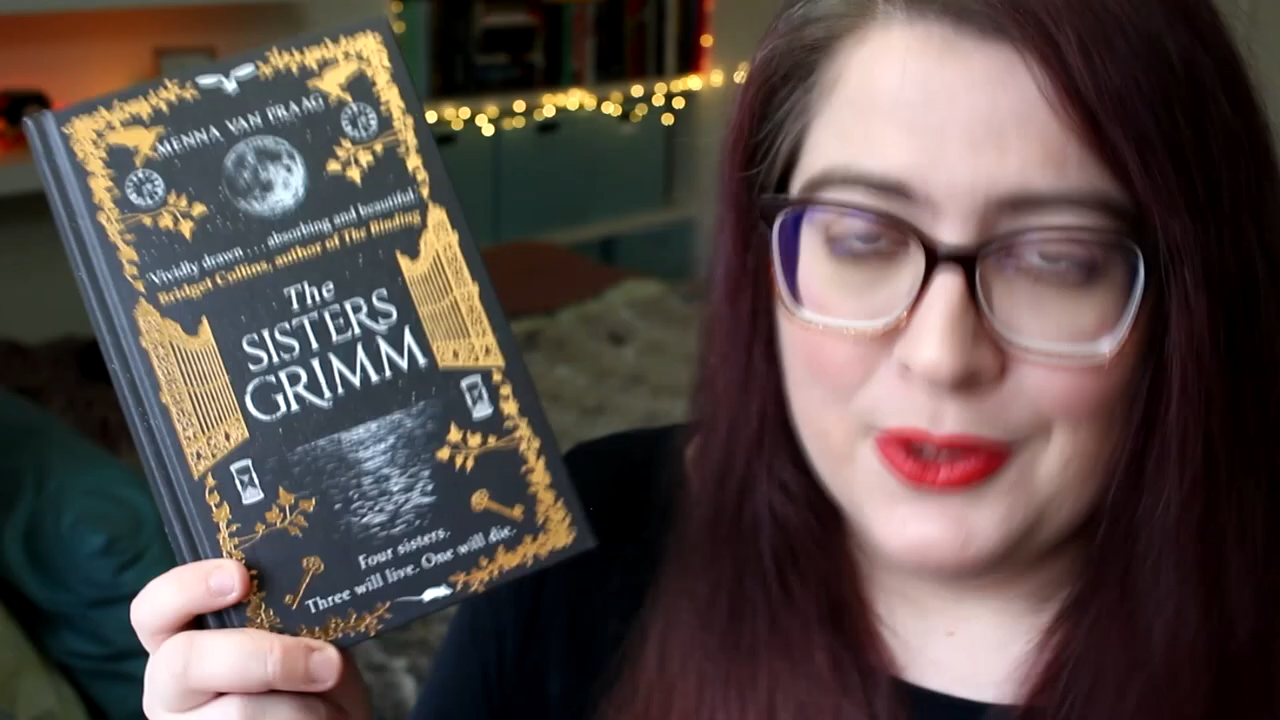 MENNA VAN PRAAG
'Vividly drawn . . . absorbing and beautiful'
Bridget Collins, author of The Binding
The
SISTERS
GRIMM
Four sisters.
Three will live. One will die.